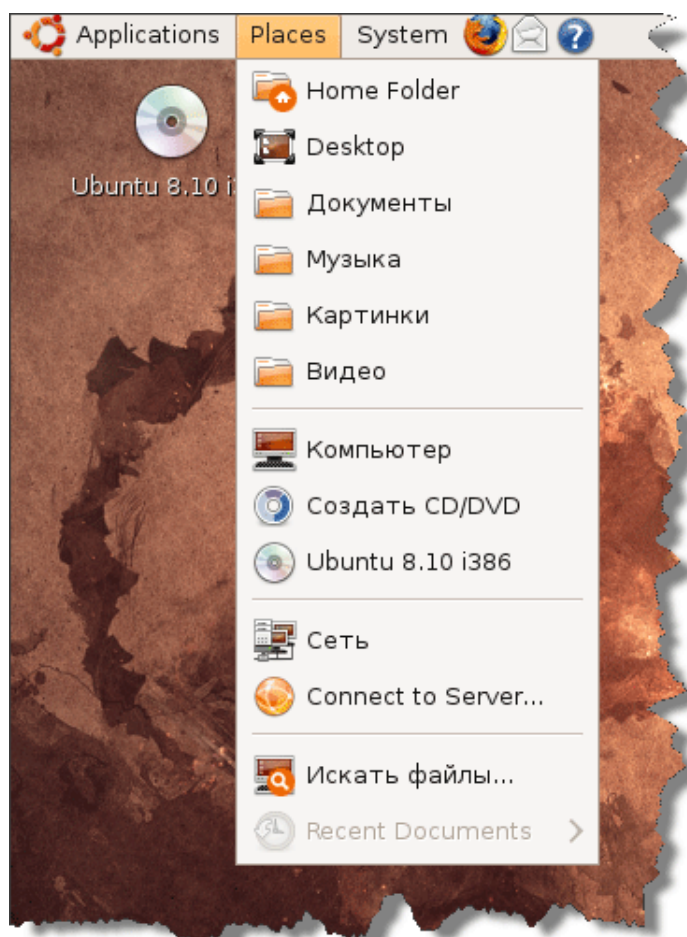 Applications Places System
Ubuntu 8.10 i
Home Folder
Desktop
Документы
Музыка
Картинки
Видео
Компьютер
Создать CD/DVD
Ubuntu 8.10 i386
Сеть
Connect to Server...
Искать файлы...
Recent Documents